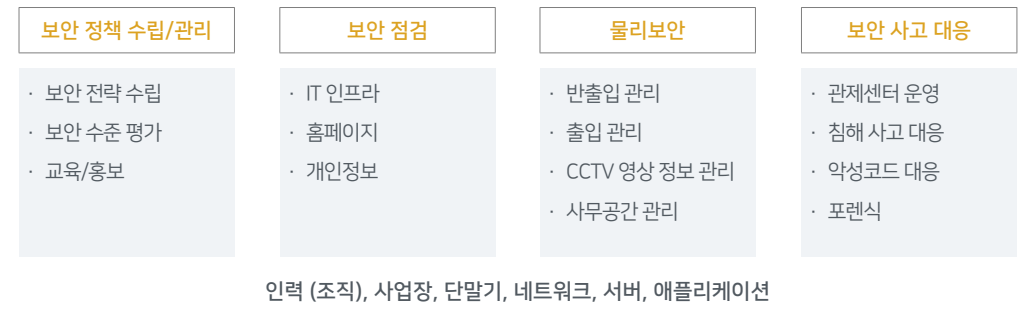 보안 정책 수립/관리
· 보안 전략 수립
· 보안 수준 평가
· 교육/홍보
보안 점검
· IT 인프라
· 홈페이지
· 개인정보
물리보안
· 반출입 관리
· 출입 관리
· CCTV 영상 정보 관리
· 사무공간 관리
보안 사고 대응
· 관제센터 운영
· 침해 사고 대응
· 악성코드 대응
· 포렌식
인력 (조직), 사업장, 단말기, 네트워크, 서버, 애플리케이션